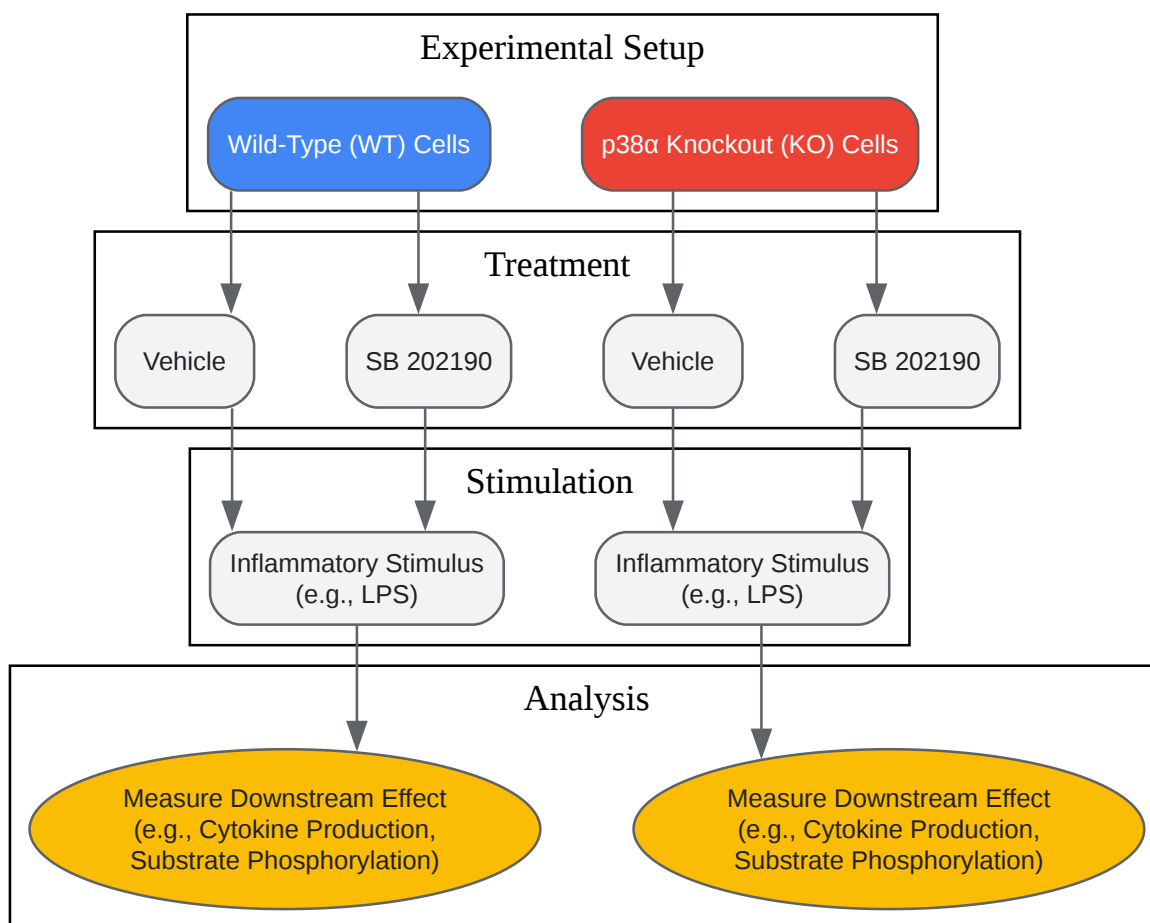 Experimental Setup
Wild-Type (WT) Cells
p38α Knockout (KO) Cells
Treatment
Vehicle
SB 202190
Vehicle
SB 202190
Stimulation
Inflammatory Stimulus
(e.g., LPS)
Inflammatory Stimulus
(e.g., LPS)
Analysis
Measure Downstream Effect
(e.g., Cytokine Production,
Substrate Phosphorylation)
Measure Downstream Effect
(e.g., Cytokine Production,
Substrate Phosphorylation)